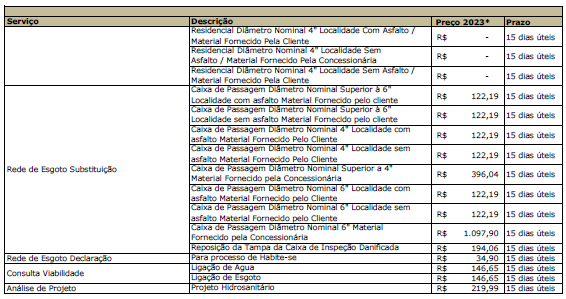 Serviço Descrição Preço 2023* Prazo
Residencial Diâmetro Nominal 4" Localidade Com Asfalto /
Material Fornecido Pela Cliente R$ - 15 dias úteis
Residencial Diâmetro Nominal 4" Localidade Sem
Asfalto / Material Fornecido Pela Concessionária R$ - 15 dias úteis
Residencial Diâmetro Nominal 4" Localidade Sem Asfalto /
Material Fornecido Pelo Cliente R$ - 15 dias úteis
Rede de Esgoto Substituição
Caixa de Passagem Diâmetro Nominal Superior à 6"
Localidade com asfalto Material Fornecido pelo cliente R$ 122,19 15 dias úteis
Caixa de Passagem Diâmetro Nominal Superior à 6"
Localidade sem asfalto Material Fornecido pelo cliente R$ 122,19 15 dias úteis
Caixa de Passagem Diâmetro Nominal 4" Localidade com
asfalto Material Fornecido pelo Cliente R$ 122,19 15 dias úteis
Caixa de Passagem Diâmetro Nominal 4" Localidade sem
asfalto Material Fornecido pelo Cliente R$ 122,19 15 dias úteis
Caixa de Passagem Diâmetro Nominal Superior a 4"
Material Fornecido pela Concessionária R$ 396,04 15 dias úteis
Caixa de Passagem Diâmetro Nominal 6" Localidade com
asfalto Material Fornecido pelo Cliente R$ 122,19 15 dias úteis
Caixa de Passagem Diâmetro Nominal 6" Localidade sem
asfalto Material Fornecido pelo Cliente R$ 122,19 15 dias úteis
Caixa de Passagem Diâmetro Nominal 6" Material
Fornecido pela Concessionária R$ 1.097,90 15 dias úteis
Reposição da Tampa da Caixa de Inspeção Danificada R$ 194,06 15 dias úteis
Rede de Esgoto Declaração Para processo de Habite-se R$ 34,90 15 dias úteis
Consulta Viabilidade
Ligação de Agua R$ 146,65 15 dias úteis
Ligação de Esgoto R$ 146,65 15 dias úteis
Análise de Projeto Projeto Hidrosanitário R$ 219,99 15 dias úteis